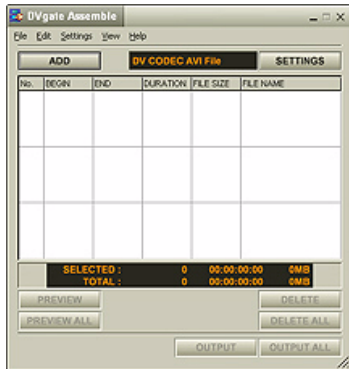 DVgate Assemble
File Edit Settings View Help
ADD DV CODEC AVI File SETTINGS
No. BEGIN END DURATION FILE SIZE FILE NAME
SELECTED : 0 00:00:00:00 0MB
TOTAL : 0 00:00:00:00 0MB
PREVIEW DELETE
PREVIEW ALL DELETE ALL
OUTPUT OUTPUT ALL